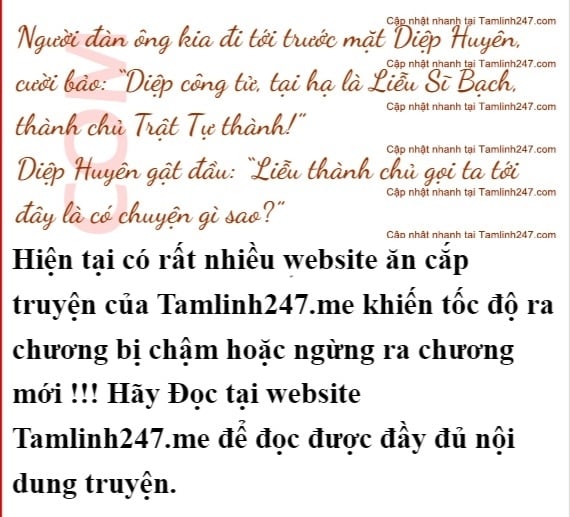 Cập nhật nhanh tại Tamlinh247.com
Người đàn ông kia đi tới trước mặt Diệp Huyên,
Cập nhật nhanh tại Tamlinh247.com
cười bảo: "Diệp công tử, tại hạ là Liễu Sĩ Bạch,
Cập nhật nhanh tại Tamlinh247.com
thành chủ Trật Tự thành!"
Cập nhật nhanh tại Tamlinh247.com
Diệp Huyên gật đầu: "Liễu thành chủ gọi ta tới
Cập nhật nhanh tại Tamlinh247.com
đây là có chuyện gì sao?"
Cập nhật nhanh tại Tamlinh247.com
COM
Hiện tại có rất nhiều website ăn cắp
truyện của Tamlinh247.me khiến tốc độ ra
chương bị chậm hoặc ngừng ra chương
mới !!! Hãy Đọc tại website
Tamlinh247.me để đọc được đầy đủ nội
dung truyện.